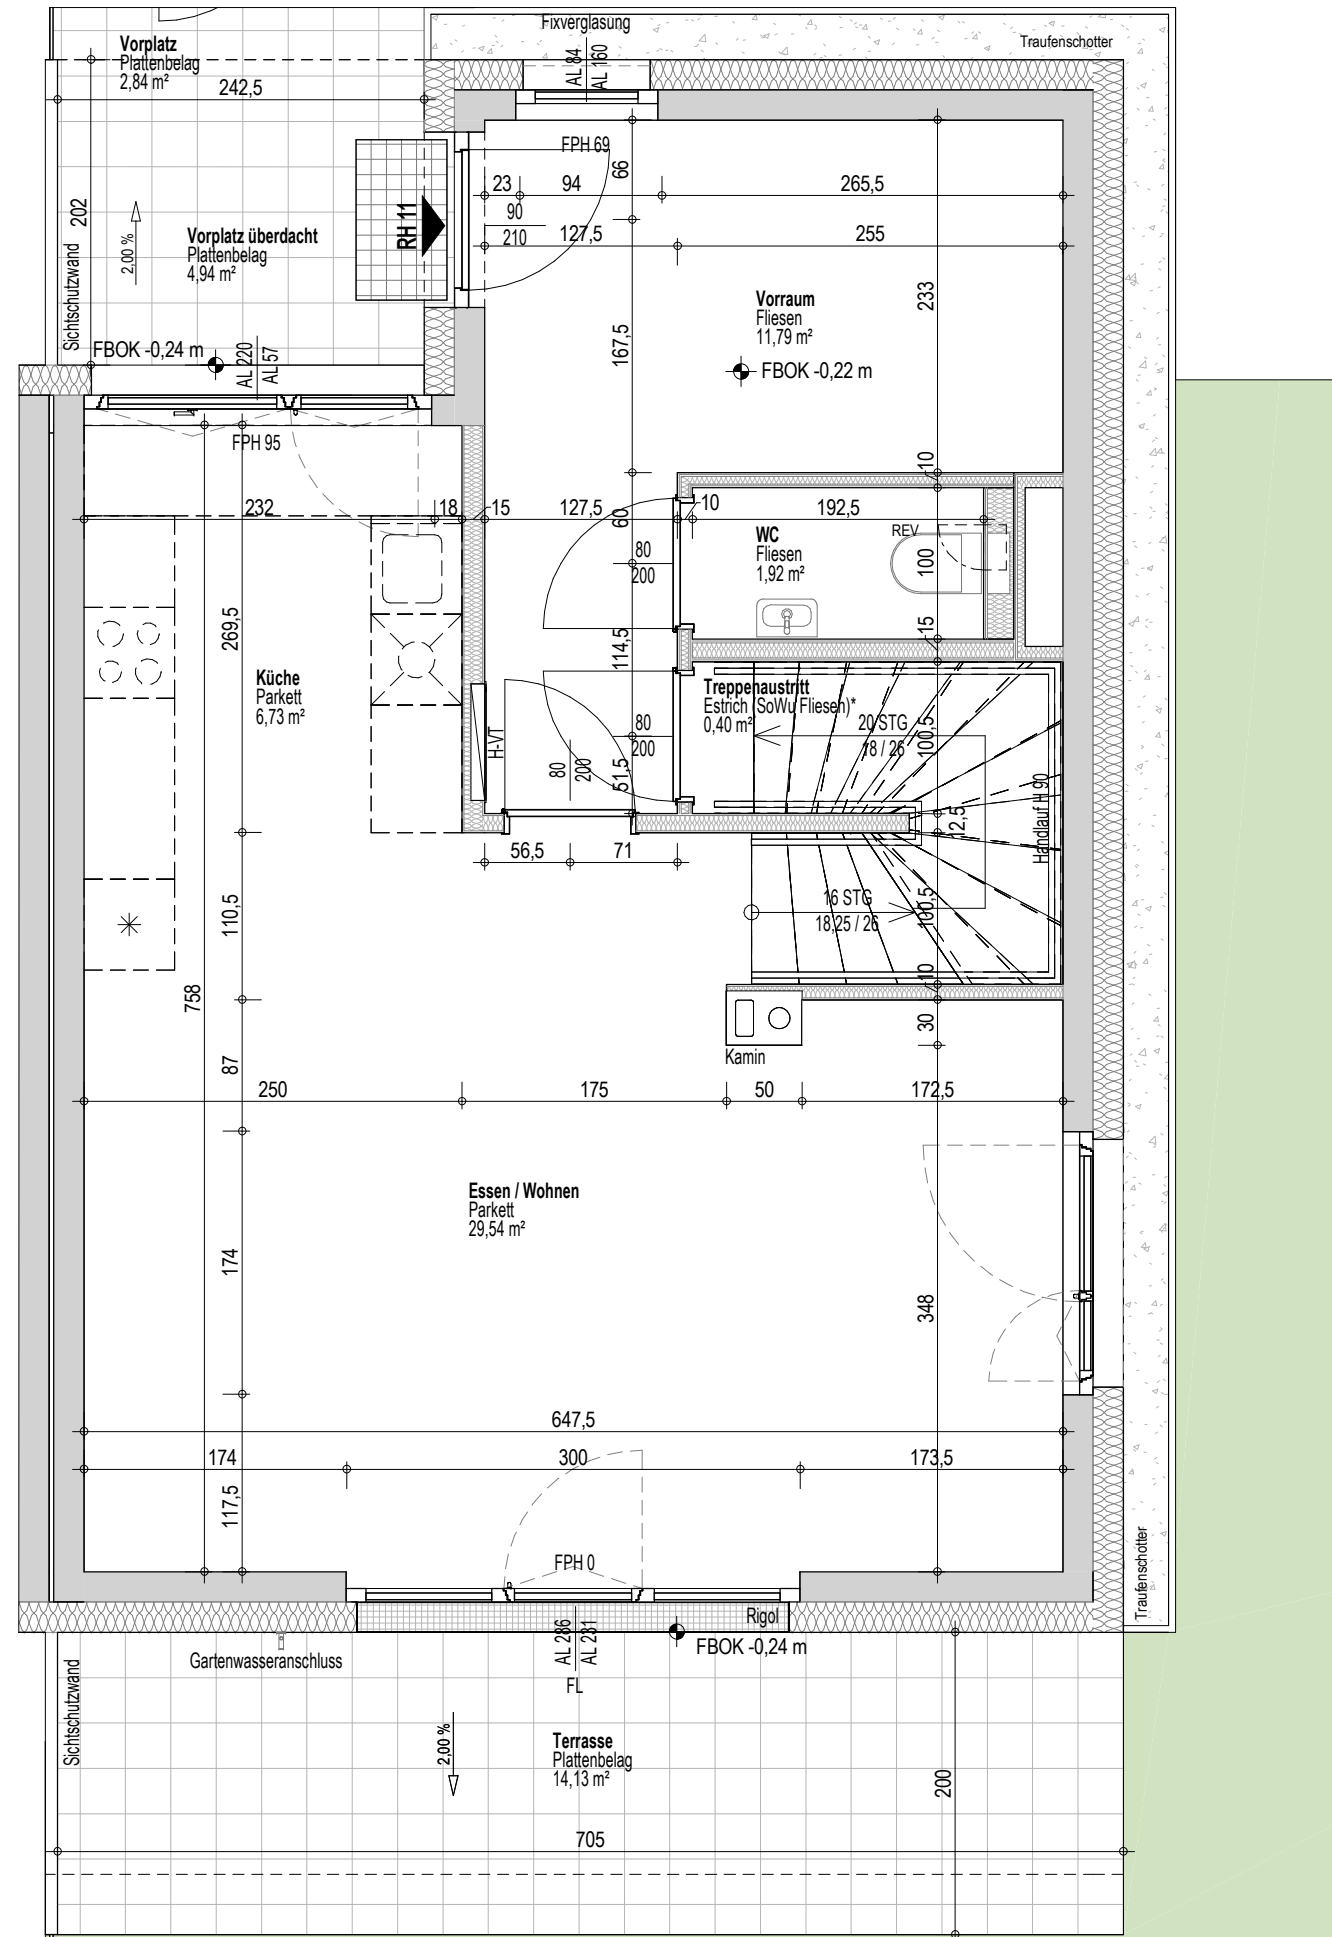 Fixverglasung
Traufenschotter
AL 84
AL 160
Vorplatz
Plattenbelag
2,84 m²
242,5
FPH 69
66
23
94
265,5
90
210
127,5
255
RH 11
202
2,00 %
Sichtschutzwand
Vorplatz überdacht
Plattenbelag
4,94 m²
233
Vorraum
Fliesen
11,79 m²
167,5
FBOK -0,24 m
AL 220
AL 57
FBOK -0,22 m
FPH 95
10
232
18
15
127,5
60
10
192,5
REV
WC
Fliesen
1,92 m²
100
80
200
269,5
15
114,5
Küche
Parkett
6,73 m²
Treppenaustritt
Estrich (SoWu Fliesen)*
0,40 m²
20 STG
18 / 26
100,5
H-VT
80
200
80
200
51,5
12,5
Handlauf H 90
56,5
71
110,5
16 STG
18,25 / 26
100,5
10
758
30
Kamin
87
250
175
50
172,5
Essen / Wohnen
Parkett
29,54 m²
174
348
647,5
174
300
173,5
117,5
FPH 0
Traufenschotter
Rigol
AL 286
AL 231
FL
FBOK -0,24 m
Gartenwasseranschluss
Sichtschutzwand
2,00 %
Terrasse
Plattenbelag
14,13 m²
200
705